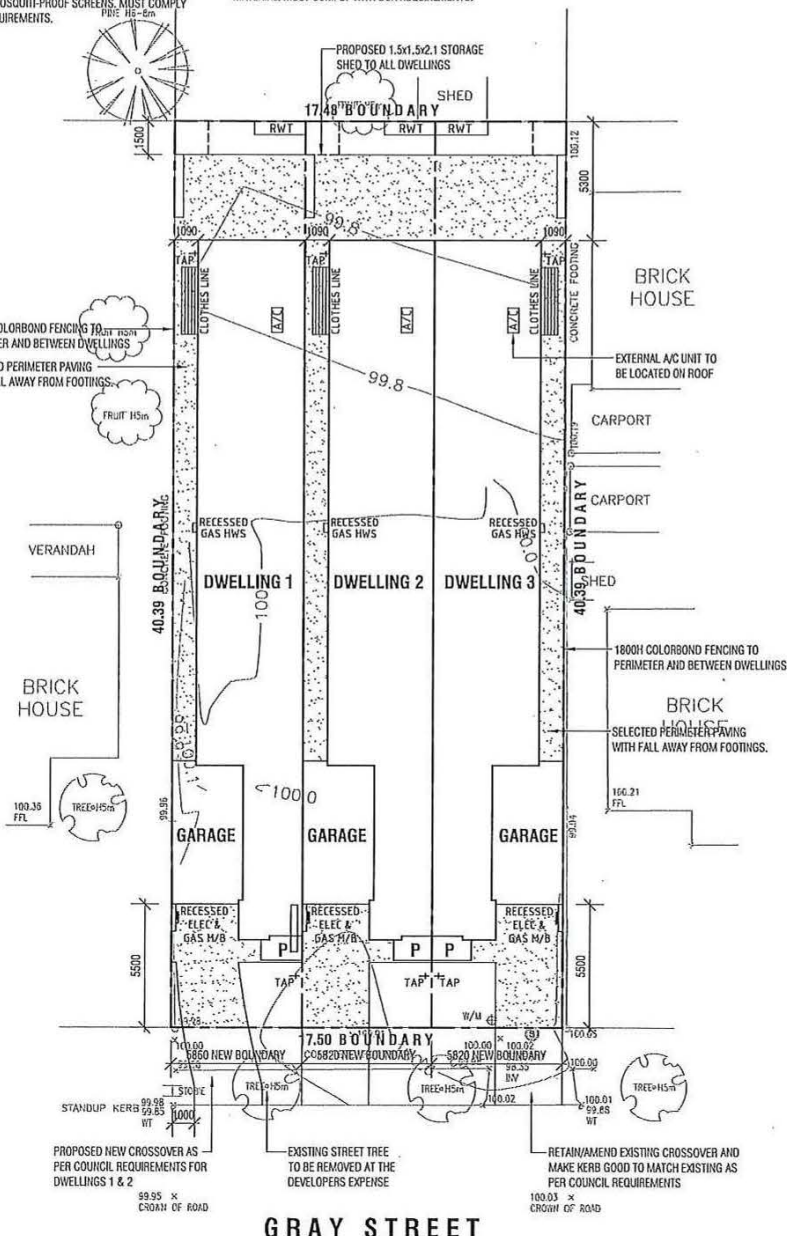 MOSQUITI-PROOF SCREENS. MUST COMPLY
PINE H6-8m
PROPOSED 1.5x1.5x2.1 STORAGE
SHED TO ALL DWELLINGS
SHED
17.48 BOUNDARY
RWT
RWT
RWT
1500
100.12
5300
99.8
1090
1090
1090
TAP
TAP
TAP
CLOTHES LINE
CLOTHES LINE
CLOTHES LINE
CONCRETE FOOTING
A/C
A/C
A/C
BRICK
HOUSE
COLORBOND FENCING TO
PERIMETER AND BETWEEN DWELLINGS
PERIMETER PAVING
FALL AWAY FROM FOOTINGS.
EXTERNAL A/C UNIT TO
BE LOCATED ON ROOF
99.8
FRUIT H5m
CARPORT
CARPORT
SHED
40.39 BOUNDARY
40.39 BOUNDARY
VERANDAH
RECESSED
GAS HWS
RECESSED
GAS HWS
RECESSED
GAS HWS
DWELLING 1
DWELLING 2
DWELLING 3
100.0
1800H COLORBOND FENCING TO
PERIMETER AND BETWEEN DWELLINGS
BRICK
HOUSE
BRICK
HOUSE
SELECTED PERIMETER PAVING
WITH FALL AWAY FROM FOOTINGS.
100.0
100.36
FFL
TREE H5m
99.96
GARAGE
GARAGE
GARAGE
99.94
100.21
FFL
RECESSED
ELEC &
GAS M/B
RECESSED
ELEC &
GAS M/B
RECESSED
ELEC &
GAS M/B
P
P
P
5500
5500
TAP
TAP
TAP
W/M
17.50 BOUNDARY
100.00
100.00
100.02
100.05
5860 NEW BOUNDARY
5820 NEW BOUNDARY
5820 NEW BOUNDARY
100.00
INV
STOBIE
TREE H5m
TREE H5m
TREE H5m
STANDUP KERB
99.98
99.85
WT
1000
100.02
100.01
99.88
WT
PROPOSED NEW CROSSOVER AS
PER COUNCIL REQUIREMENTS FOR
DWELLINGS 1 & 2
EXISTING STREET TREE
TO BE REMOVED AT THE
DEVELOPERS EXPENSE
RETAIN/AMEND EXISTING CROSSOVER AND
MAKE KERB GOOD TO MATCH EXISTING AS
PER COUNCIL REQUIREMENTS
99.95
CROWN OF ROAD
100.03
CROWN OF ROAD
GRAY STREET